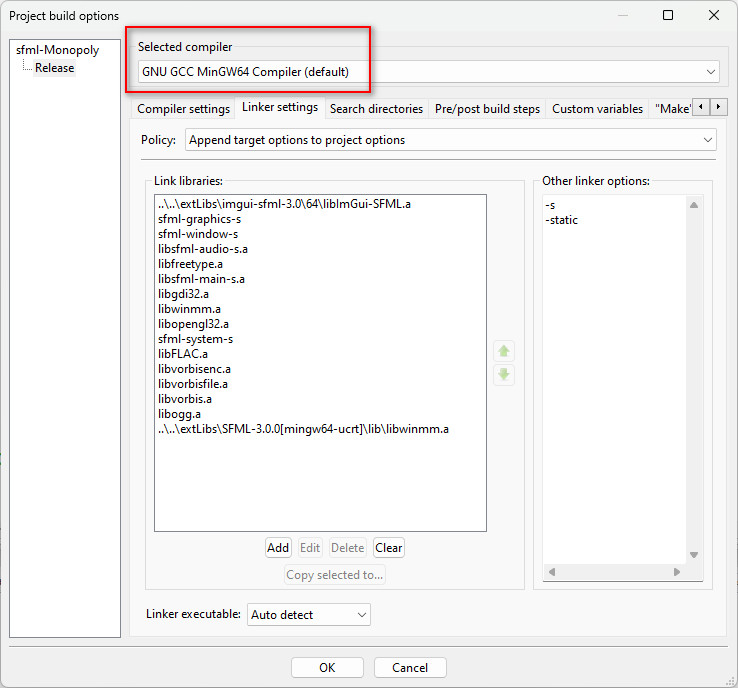 Project build options
sfml-Monopoly
Release
Selected compiler
GNU GCC MinGW64 Compiler (default)
Compiler settings
Linker settings
Search directories
Pre/post build steps
Custom variables
"Make"
Policy:
Append target options to project options
Link libraries:
..\..\extLibs\imgui-sfml-3.0\64\libImGui-SFML.a
sfml-graphics-s
sfml-window-s
libsfml-audio-s.a
libfreetype.a
libsfml-main-s.a
libgdi32.a
libwinmm.a
libopengl32.a
sfml-system-s
libFLAC.a
libvorbisenc.a
libvorbisfile.a
libvorbis.a
libogg.a
..\..\extLibs\SFML-3.0.0[mingw64-ucrt]\lib\libwinmm.a
Other linker options:
-s
-static
Add
Edit
Delete
Clear
Copy selected to...
Linker executable:
Auto detect
OK
Cancel